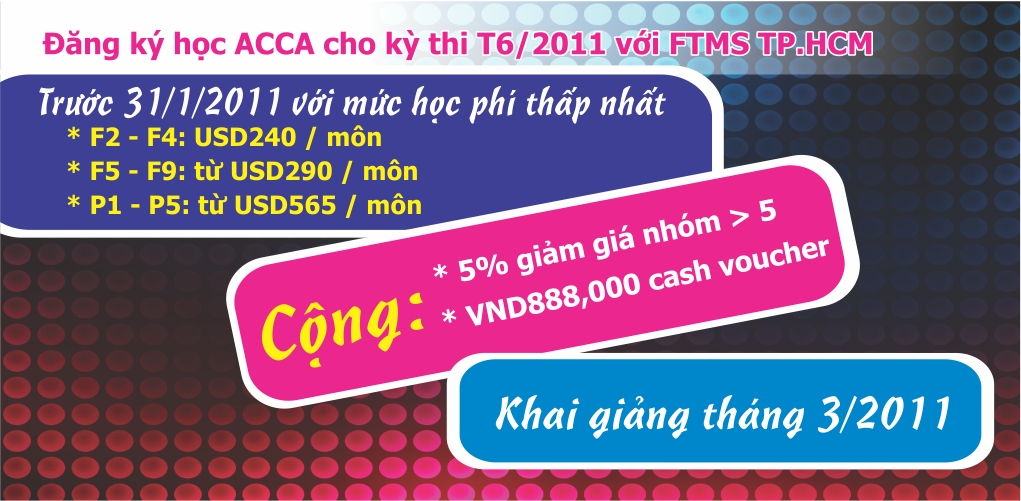 Đăng ký học ACCA cho kỳ thi T6/2011 với FTMS TP.HCM
Trước 31/1/2011 với mức học phí thấp nhất
* F2 - F4: USD240 / môn
* F5 - F9: từ USD290 / môn
* P1 - P5: từ USD565 / môn
Cộng:
* 5% giảm giá nhóm > 5
* VND888,000 cash voucher
Khai giảng tháng 3/2011